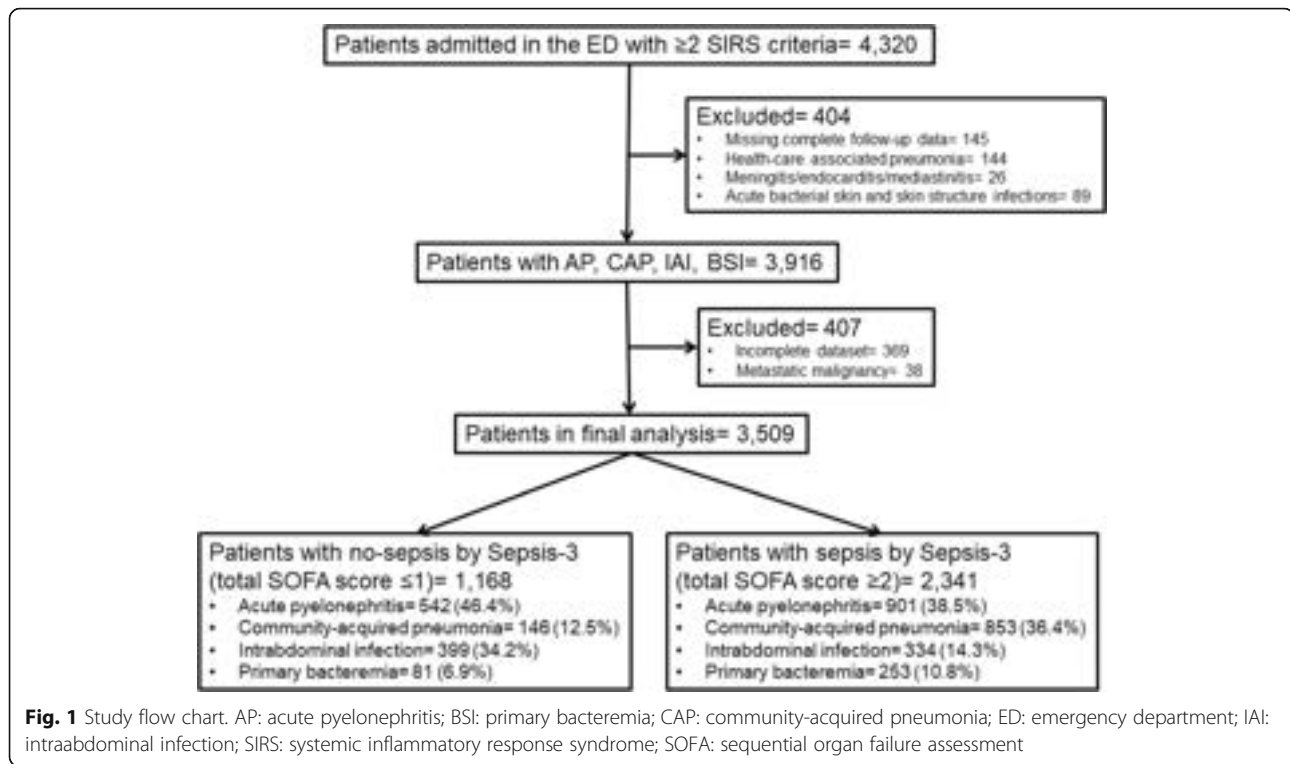 Patients admitted in the ED with ≥2 SIRS criteria= 4,320
Excluded= 404
• Missing complete follow-up data= 145
• Health-care associated pneumonia= 144
• Meningitis/endocarditis/mediastinitis= 26
• Acute bacterial skin and skin structure infections= 89
Patients with AP, CAP, IAI, BSI= 3,916
Excluded= 407
• Incomplete dataset= 369
• Metastatic malignancy= 38
Patients in final analysis= 3,509
Patients with no-sepsis by Sepsis-3
(total SOFA score ≤1)= 1,168
• Acute pyelonephritis= 542 (46.4%)
• Community-acquired pneumonia= 146 (12.5%)
• Intrabdominal infection= 399 (34.2%)
• Primary bacteremia= 81 (6.9%)
Patients with sepsis by Sepsis-3
(total SOFA score ≥2)= 2,341
• Acute pyelonephritis= 901 (38.5%)
• Community-acquired pneumonia= 853 (36.4%)
• Intrabdominal infection= 334 (14.3%)
• Primary bacteremia= 253 (10.8%)
Fig. 1 Study flow chart. AP: acute pyelonephritis; BSI: primary bacteremia; CAP: community-acquired pneumonia; ED: emergency department; IAI:
intraabdominal infection; SIRS: systemic inflammatory response syndrome; SOFA: sequential organ failure assessment